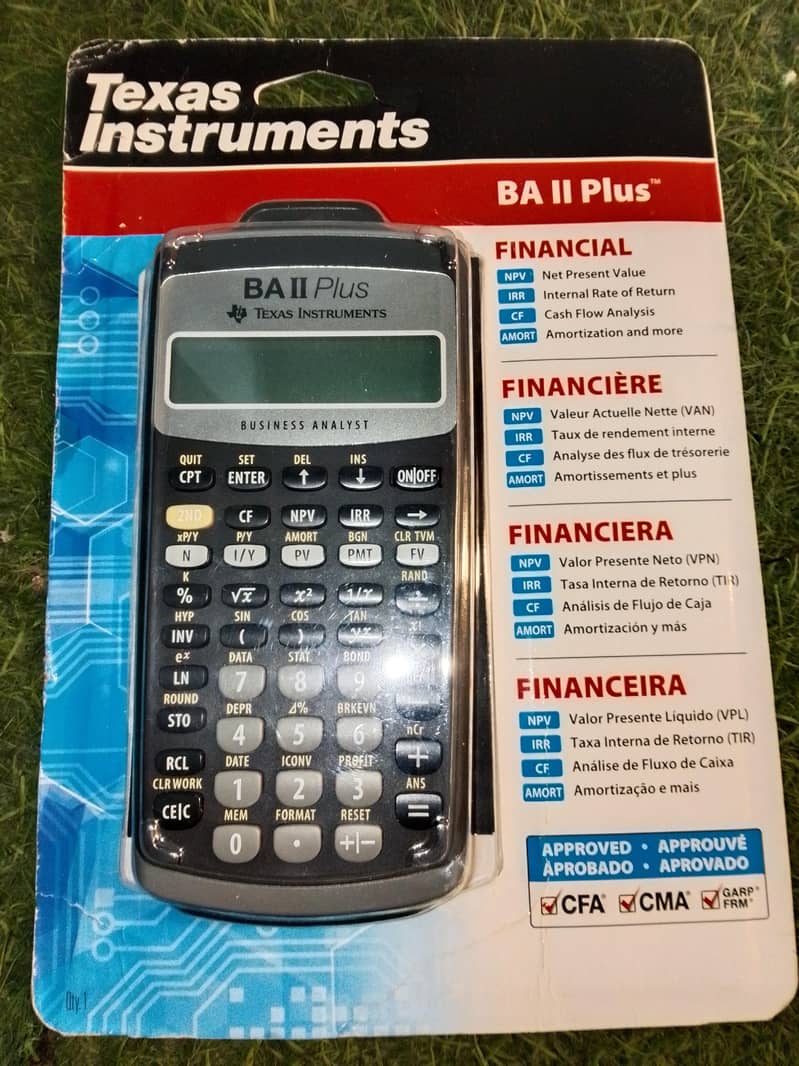 Texas
Instruments
BA II Plus™
FINANCIAL
NPV Net Present Value
IRR Internal Rate of Return
CF Cash Flow Analysis
AMORT Amortization and more
FINANCIÈRE
NPV Valeur Actuelle Nette (VAN)
IRR Taux de rendement interne
CF Analyse des flux de trésorerie
AMORT Amortissements et plus
FINANCIERA
NPV Valor Presente Neto (VPN)
IRR Tasa Interna de Retorno (TIR)
CF Análisis de Flujo de Caja
AMORT Amortización y más
FINANCEIRA
NPV Valor Presente Líquido (VPL)
IRR Taxa Interna de Retorno (TIR)
CF Análise de Fluxo de Caixa
AMORT Amortização e mais
APPROVED · APPROUVÉ
APROBADO · APROVADO
CFA® CMA® GARP®
FRM®
BA II Plus
TEXAS INSTRUMENTS
BUSINESS ANALYST
QUIT SET DEL INS
CPT ENTER ↑ ↓ ON|OFF
2ND CF NPV IRR →
xP/Y P/Y AMORT BGN CLR TVM
N I/Y PV PMT FV
K RAND
% √x x² 1/x ÷
HYP SIN COS TAN x!
INV ( ) yˣ ×
eˣ DATA STAT BOND
LN 7 8 9
ROUND DEPR Δ% BRKEVN nCr
STO 4 5 6 +
DATE ICONV PROFIT ANS
RCL 1 2 3 =
CLR WORK MEM FORMAT RESET
CE|C 0 . +|−
Qty. 1